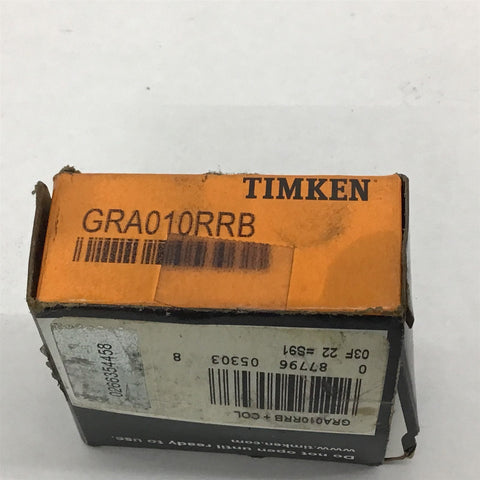 TIMKEN
GRA010RRB
0266354458
03F 22 =S91
0 87796 05303 8
GRA010RRB + COL
Do not open until ready to use.
www.timken.com